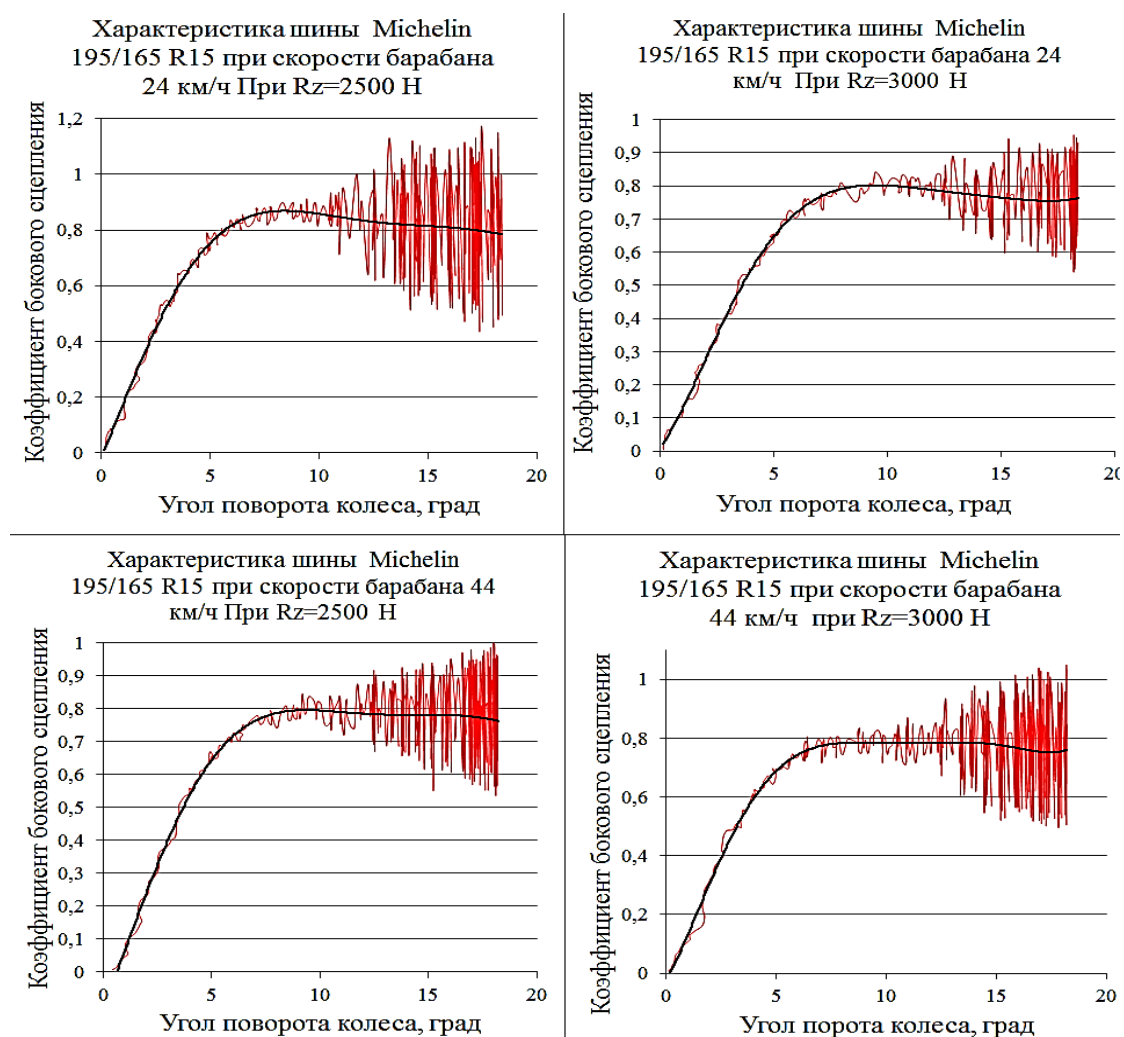 Характеристика шины Michelin
195/165 R15 при скорости барабана
24 км/ч При Rz=2500 Н
Коэффициент бокового сцепления
1,2
1
0,8
0,6
0,4
0,2
0
0 5 10 15 20
Угол поворота колеса, град
Характеристика шины Michelin
195/165 R15 при скорости барабана 24
км/ч При Rz=3000 Н
Коэффициент бокового сцепления
1
0,9
0,8
0,7
0,6
0,5
0,4
0,3
0,2
0,1
0
0 5 10 15 20
Угол порота колеса, град
Характеристика шины Michelin
195/165 R15 при скорости барабана 44
км/ч При Rz=2500 Н
Коэффициент бокового сцепления
1
0,9
0,8
0,7
0,6
0,5
0,4
0,3
0,2
0,1
0
0 5 10 15 20
Угол поворота колеса, град
Характеристика шины Michelin
195/165 R15 при скорости барабана
44 км/ч при Rz=3000 Н
Коэффициент бокового сцепления
1
0,8
0,6
0,4
0,2
0
0 5 10 15 20
Угол порота колеса, град